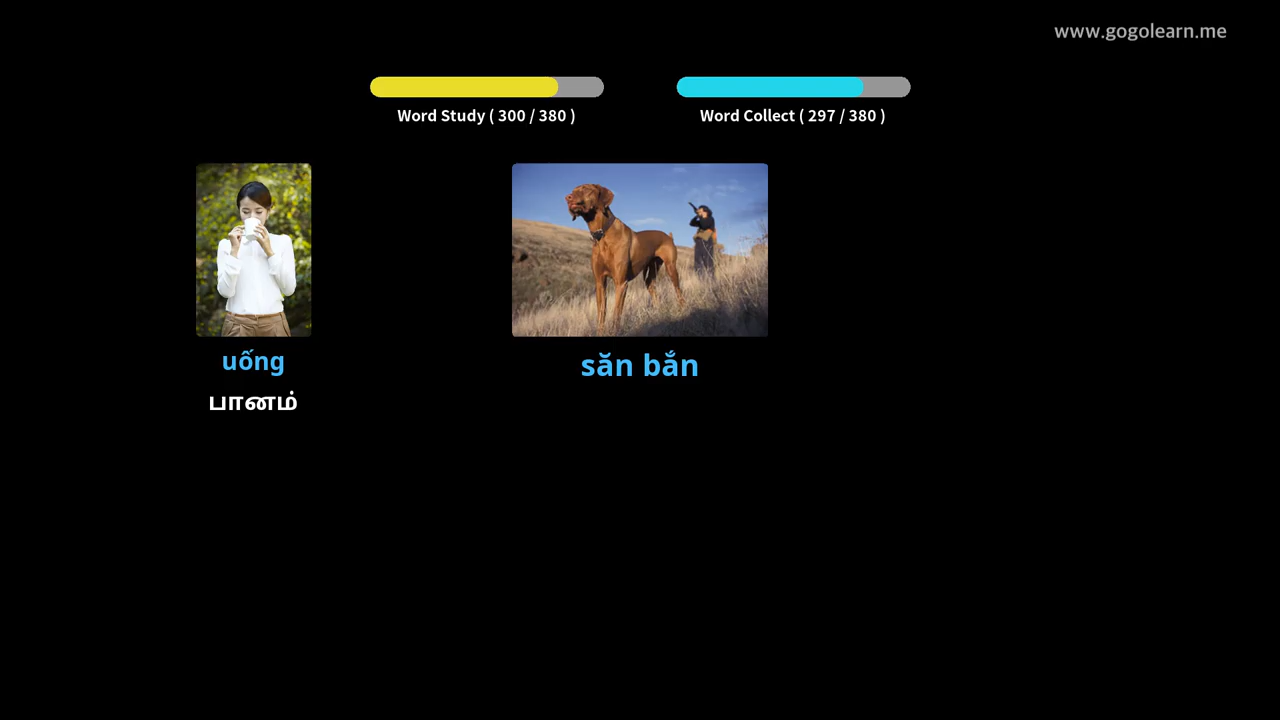 www.gogolearn.me
Word Study ( 300 / 380 )
Word Collect ( 297 / 380 )
uống
பானம்
săn bắn